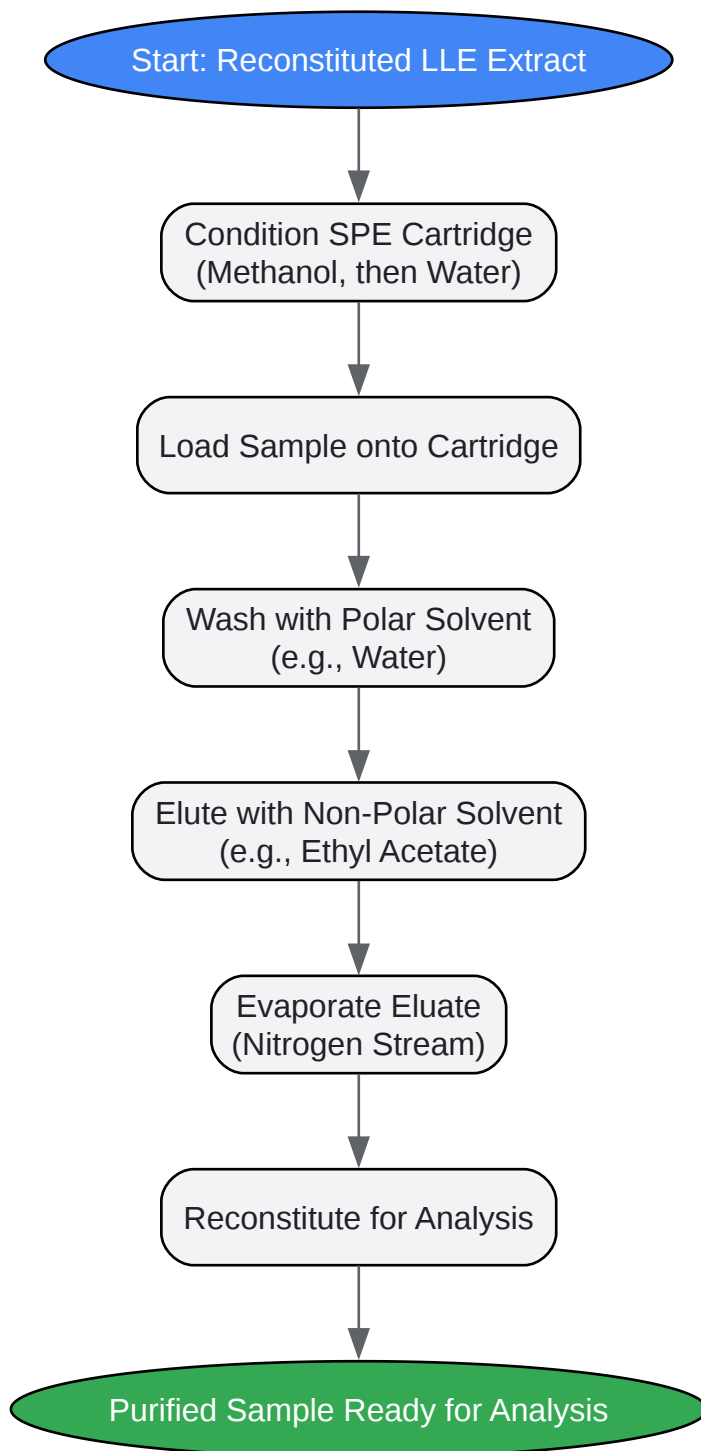 Start: Reconstituted LLE Extract
Condition SPE Cartridge
(Methanol, then Water)
Load Sample onto Cartridge
Wash with Polar Solvent
(e.g., Water)
Elute with Non-Polar Solvent
(e.g., Ethyl Acetate)
Evaporate Eluate
(Nitrogen Stream)
Reconstitute for Analysis
Purified Sample Ready for Analysis